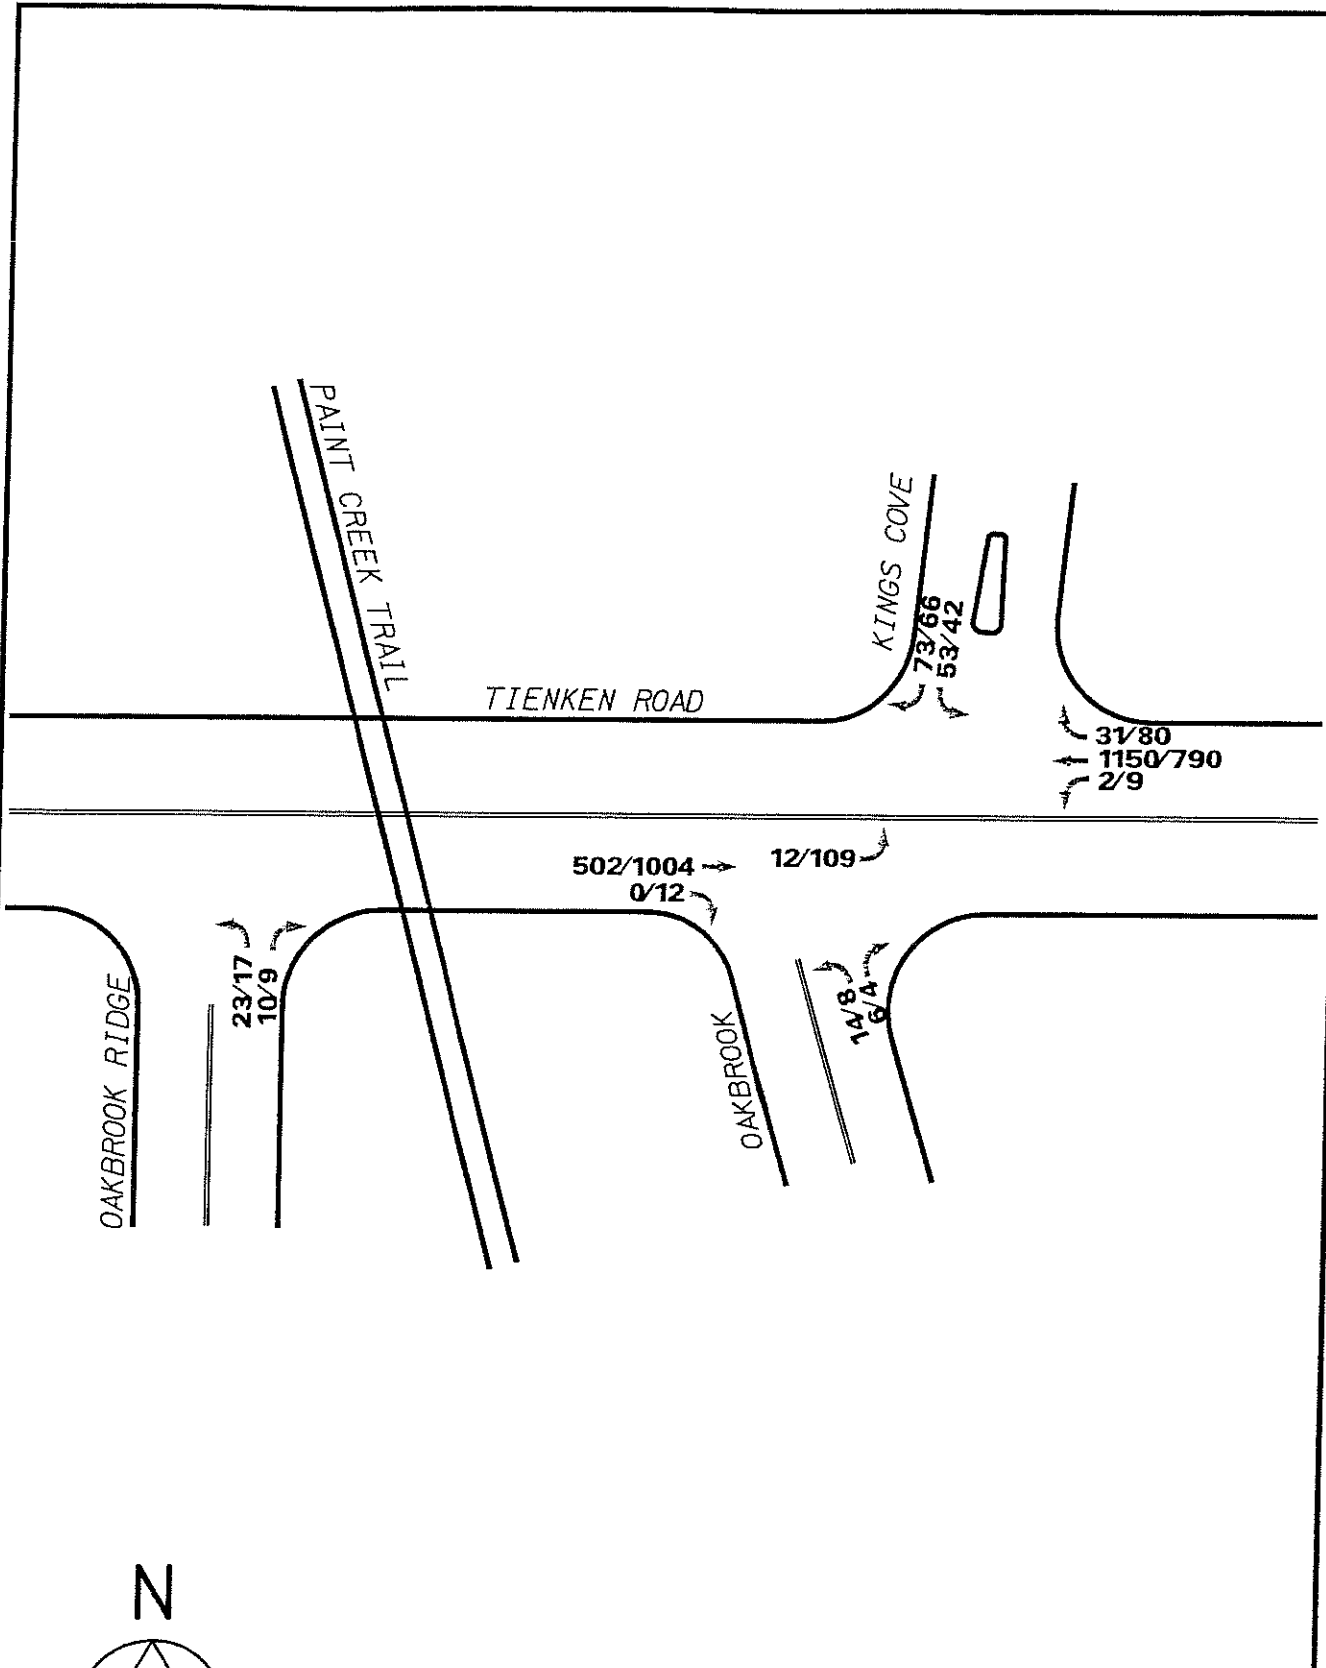 PAINT CREEK TRAIL
KINGS COVE
73/66
53/42
TIENKEN ROAD
31/80
1150/790
2/9
502/1004
12/109
0/12
23/17
10/9
14/8
6/4
OAKBROOK RIDGE
OAKBROOK
N